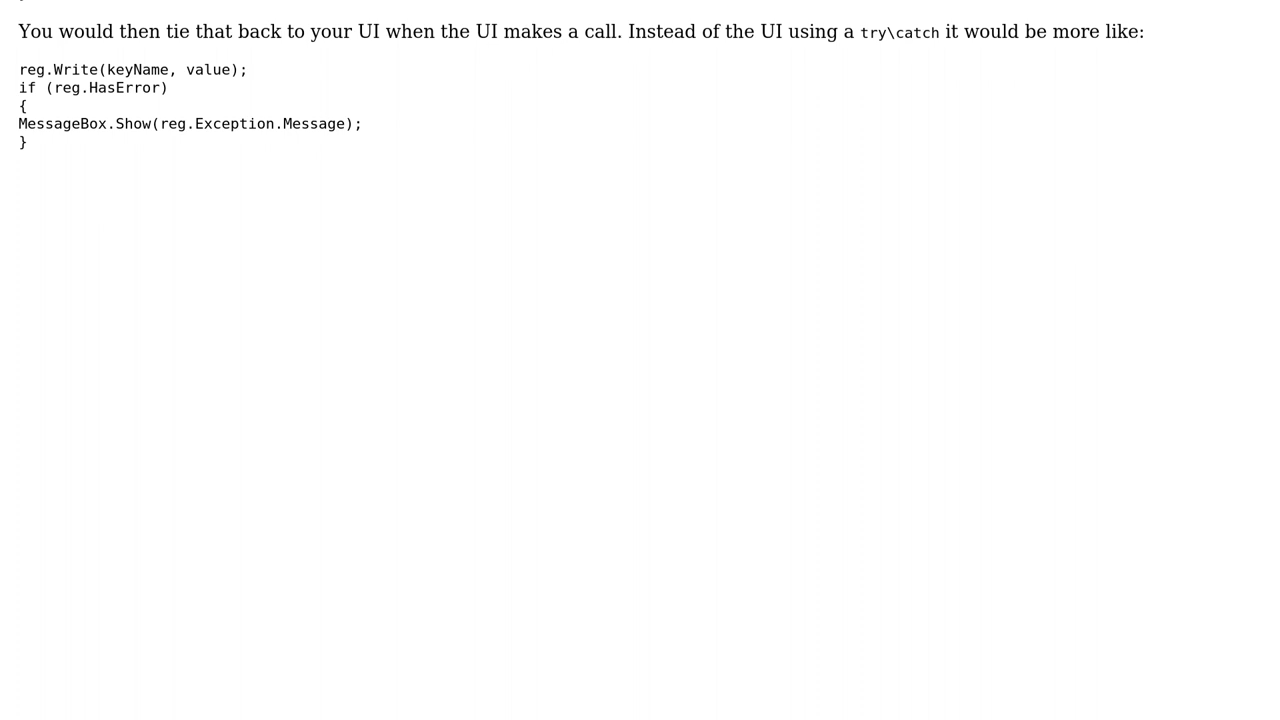 You would then tie that back to your UI when the UI makes a call. Instead of the UI using a try\catch it would be more like:
reg.Write(keyName, value);
if (reg.HasError)
{
MessageBox.Show(reg.Exception.Message);
}